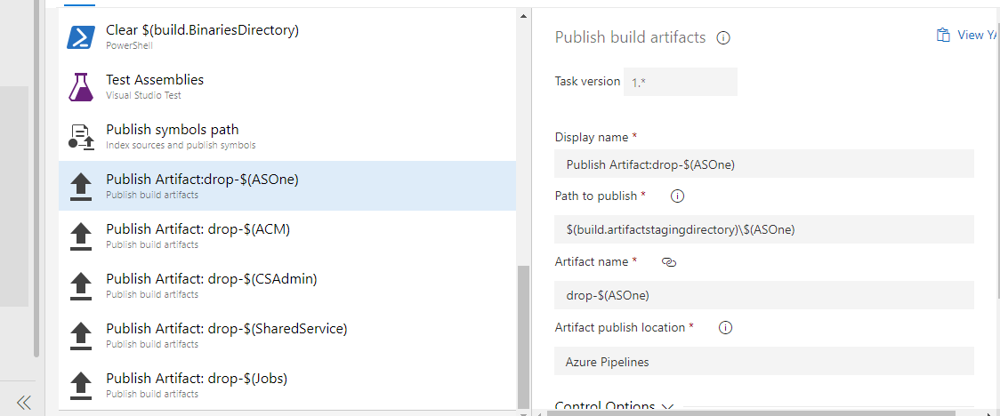 Clear $(build.BinariesDirectory)
PowerShell
Test Assemblies
Visual Studio Test
Publish symbols path
Index sources and publish symbols
Publish Artifact:drop-$(ASOne)
Publish build artifacts
Publish Artifact: drop-$(ACM)
Publish build artifacts
Publish Artifact: drop-$(CSAdmin)
Publish build artifacts
Publish Artifact: drop-$(SharedService)
Publish build artifacts
Publish Artifact: drop-$(Jobs)
Publish build artifacts
Publish build artifacts
View YA
Task version 1.*
Display name *
Publish Artifact:drop-$(ASOne)
Path to publish *
$(build.artifactstagingdirectory)\$(ASOne)
Artifact name *
drop-$(ASOne)
Artifact publish location *
Azure Pipelines
Control Options